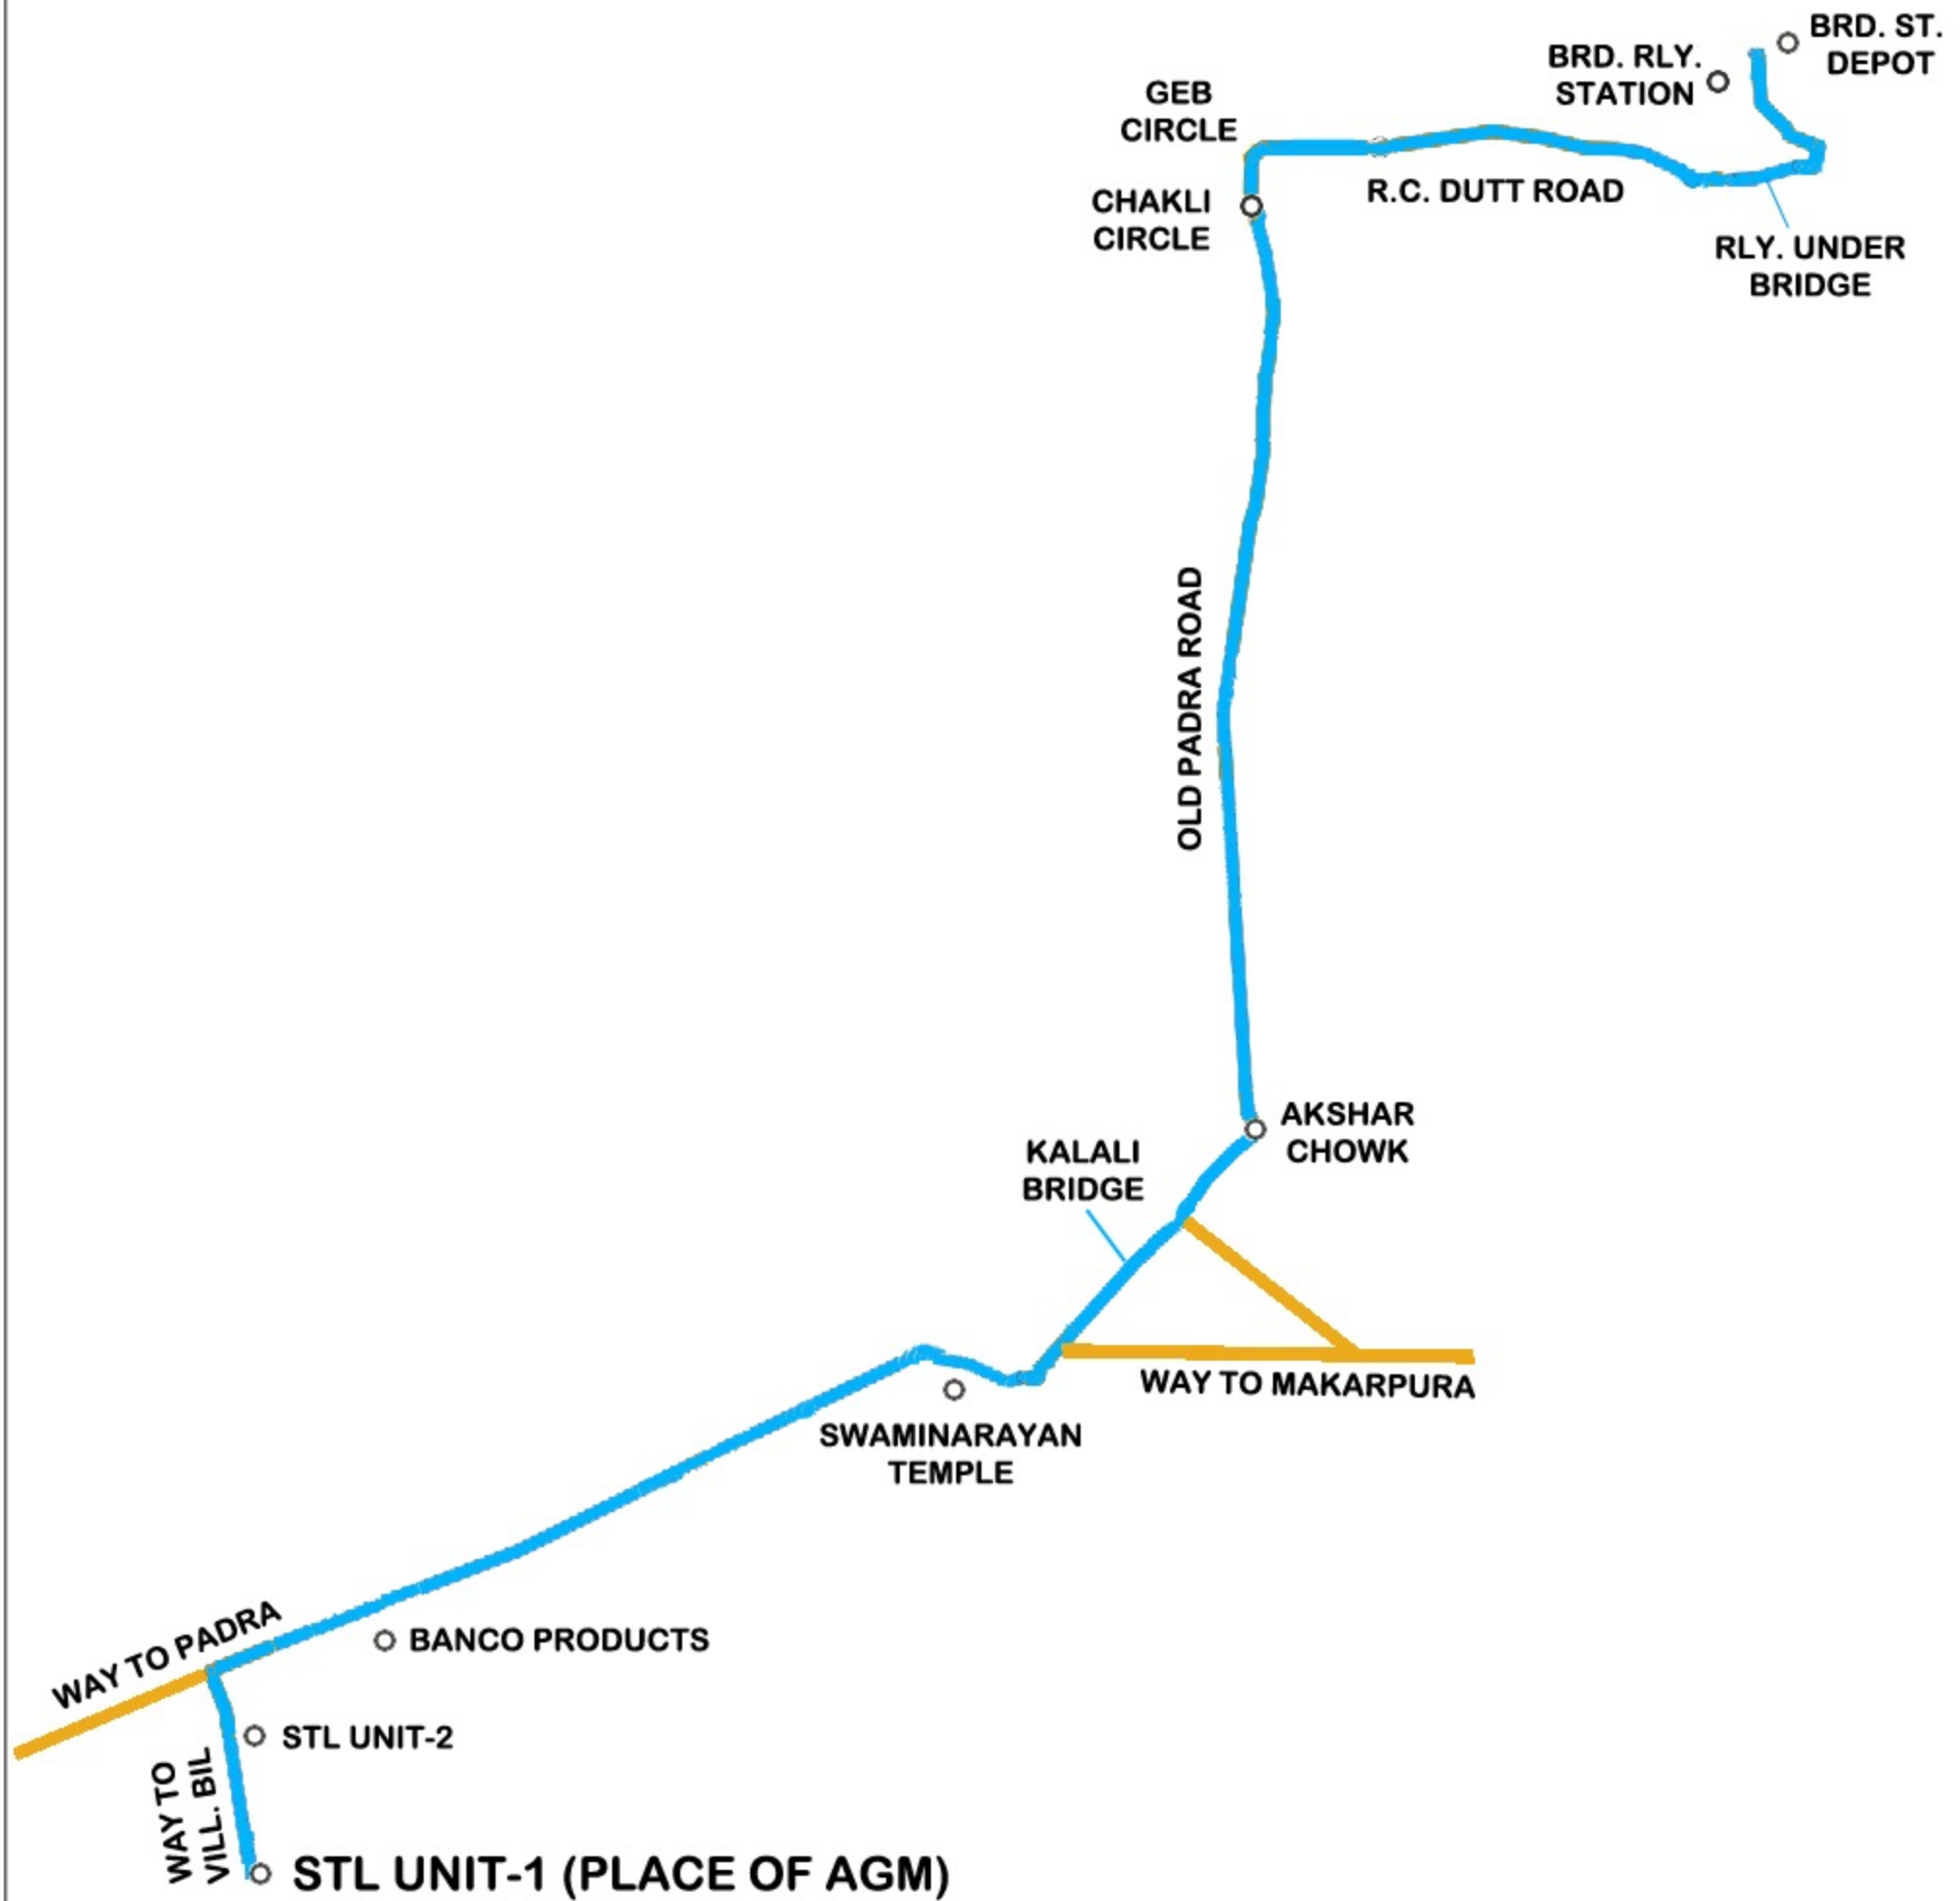 BRD. ST.
DEPOT
BRD. RLY.
STATION
GEB
CIRCLE
CHAKLI
CIRCLE
R.C. DUTT ROAD
RLY. UNDER
BRIDGE
OLD PADRA ROAD
AKSHAR
CHOWK
KALALI
BRIDGE
WAY TO MAKARPURA
SWAMINARAYAN
TEMPLE
WAY TO PADRA
BANCO PRODUCTS
STL UNIT-2
WAY TO
VILL. BIL
STL UNIT-1 (PLACE OF AGM)